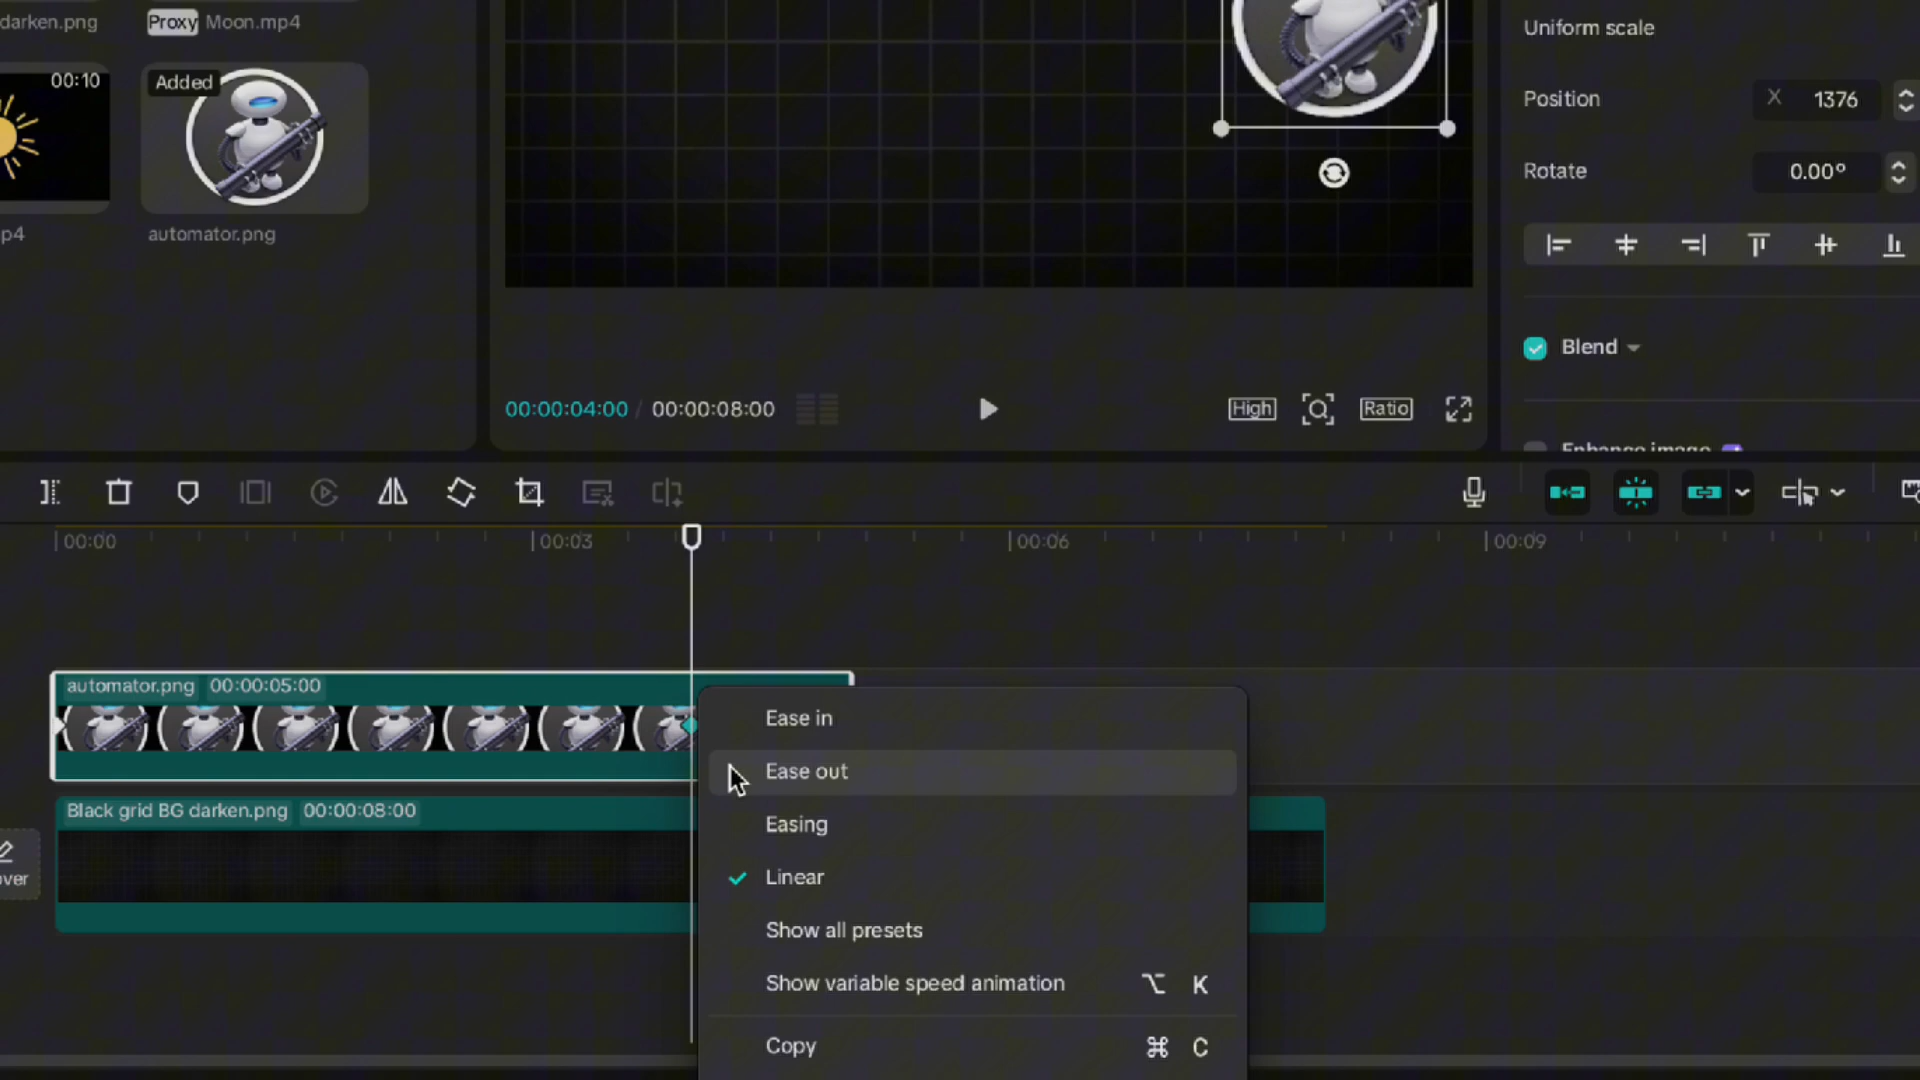 darken.png
Proxy Moon.mp4
00:10
Added
p4
automator.png
Uniform scale
Position X 1376
Rotate 0.00°
Blend
Enhance image
00:00:04:00 / 00:00:08:00
High
Ratio
00:00
00:03
00:06
00:09
automator.png 00:00:05:00
Black grid BG darken.png 00:00:08:00
over
Ease in
Ease out
Easing
Linear
Show all presets
Show variable speed animation ⌥ K
Copy ⌘ C